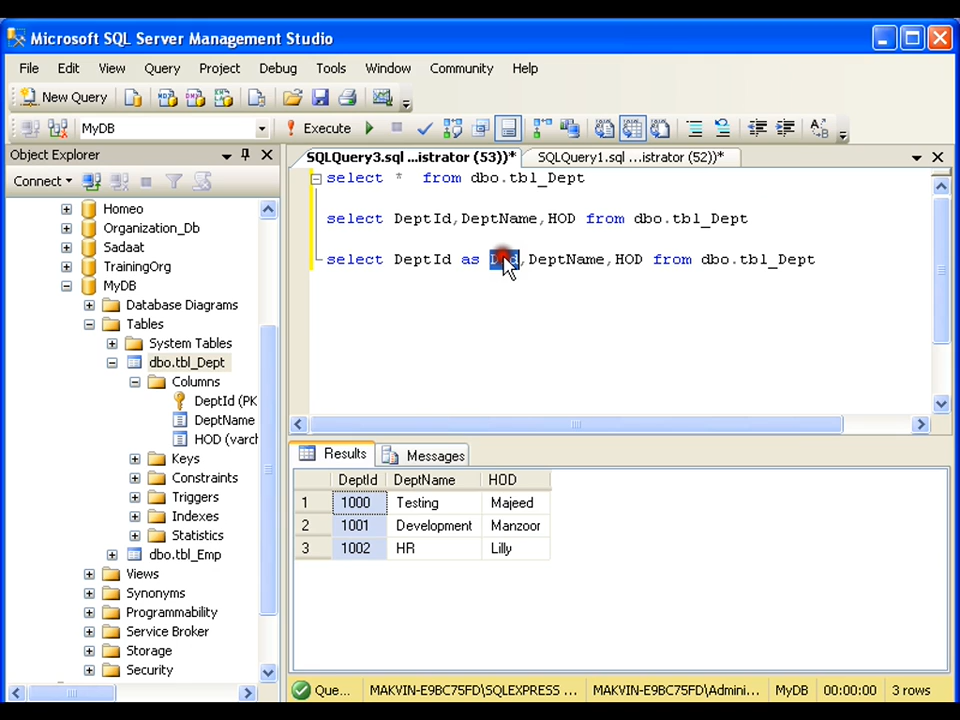 Microsoft SQL Server Management Studio
File Edit View Query Project Debug Tools Window Community Help
New Query
MyDB Execute
Object Explorer
Connect
Homeo
Organization_Db
Sadaat
TrainingOrg
MyDB
Database Diagrams
Tables
System Tables
dbo.tbl_Dept
Columns
DeptId (PK
DeptName
HOD (varch
Keys
Constraints
Triggers
Indexes
Statistics
dbo.tbl_Emp
Views
Synonyms
Programmability
Service Broker
Storage
Security
SQLQuery3.sql ...istrator (53))* SQLQuery1.sql ...istrator (52))*
select * from dbo.tbl_Dept
select DeptId,DeptName,HOD from dbo.tbl_Dept
select DeptId as ,DeptName,HOD from dbo.tbl_Dept
Results Messages
DeptId DeptName HOD
1 1000 Testing Majeed
2 1001 Development Manzoor
3 1002 HR Lilly
Que... MAKVIN-E9BC75FD\SQLEXPRESS ... MAKVIN-E9BC75FD\Admini... MyDB 00:00:00 3 rows